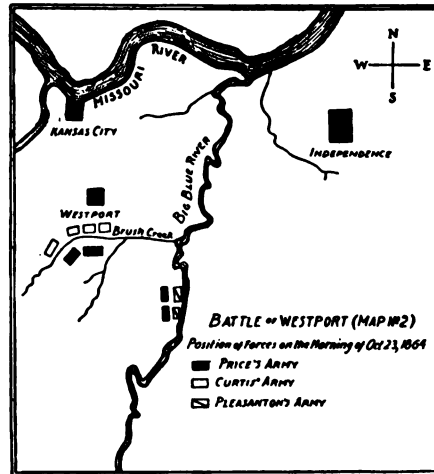 MISSOURI RIVER
N
W E
S
KANSAS CITY
INDEPENDENCE
BIG BLUE RIVER
WESTPORT
Brush Creek
BATTLE OF WESTPORT (MAP No 2)
Position of Forces on the Morning of Oct 23, 1864
PRICE'S ARMY
CURTIS' ARMY
PLEASANTON'S ARMY